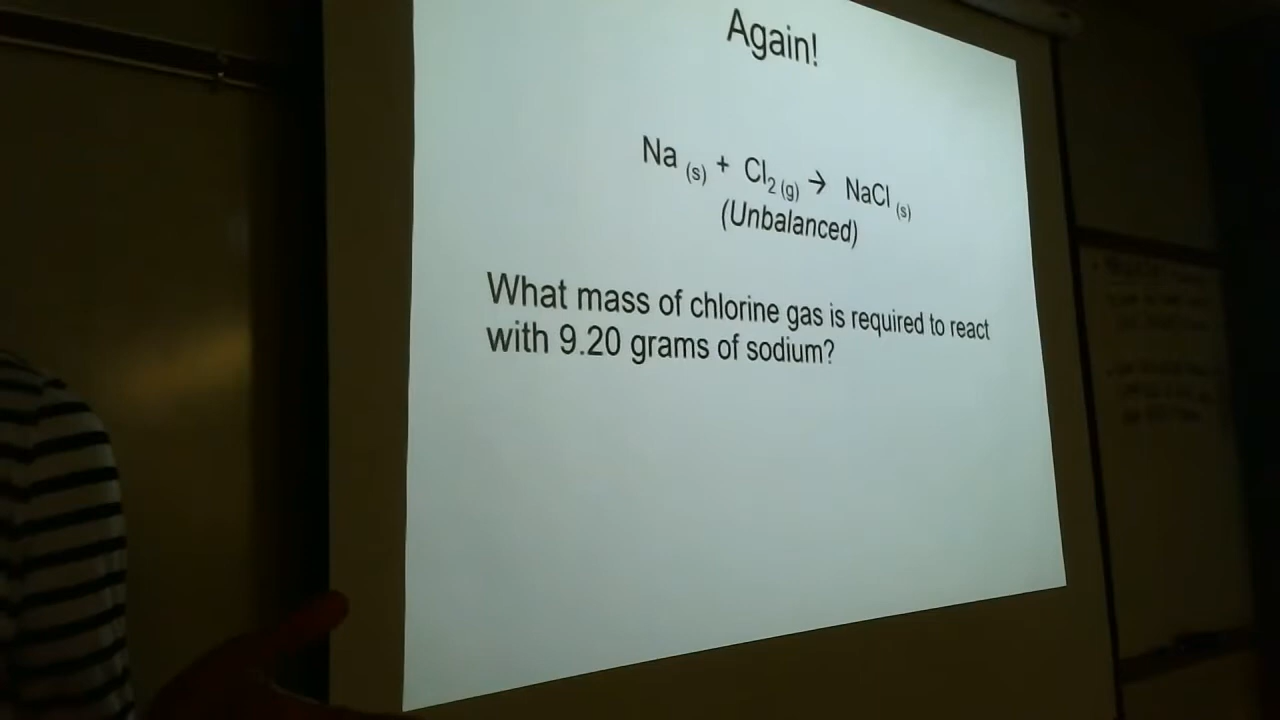 Again!
Na (s) + Cl₂ (g) → NaCl (s)
(Unbalanced)
What mass of chlorine gas is required to react
with 9.20 grams of sodium?